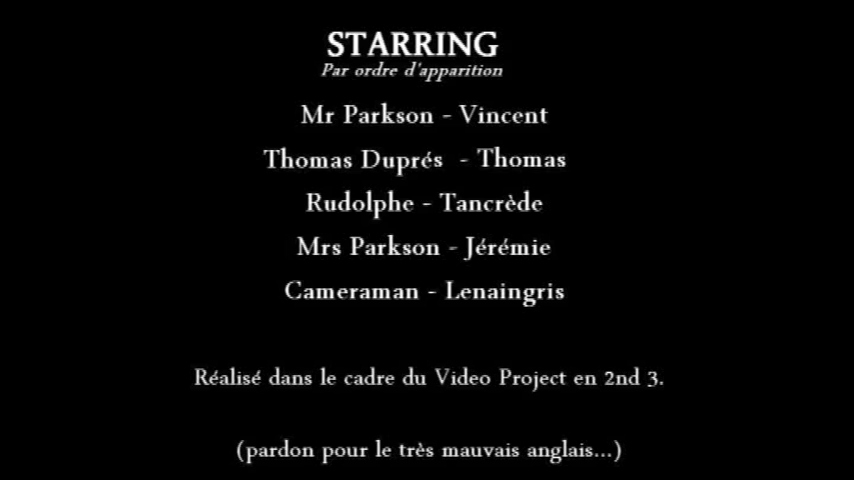 STARRING
Par ordre d'apparition
Mr Parkson - Vincent
Thomas Duprés - Thomas
Rudolphe - Tancrède
Mrs Parkson - Jérémie
Cameraman - Lenaingris
Réalisé dans le cadre du Video Project en 2nd 3.
(pardon pour le très mauvais anglais...)